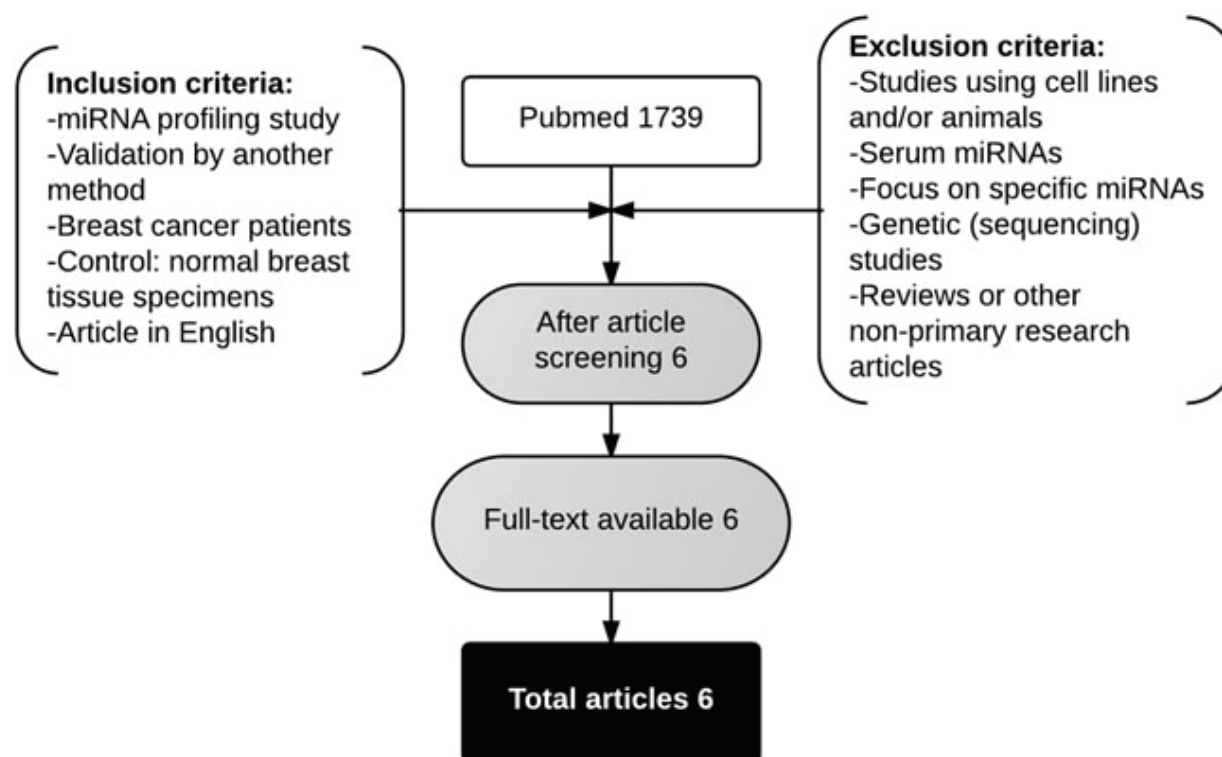 Inclusion criteria:
-miRNA profiling study
-Validation by another
method
-Breast cancer patients
-Control: normal breast
tissue specimens
-Article in English
Pubmed 1739
Exclusion criteria:
-Studies using cell lines
and/or animals
-Serum miRNAs
-Focus on specific miRNAs
-Genetic (sequencing)
studies
-Reviews or other
non-primary research
articles
After article
screening 6
Full-text available 6
Total articles 6